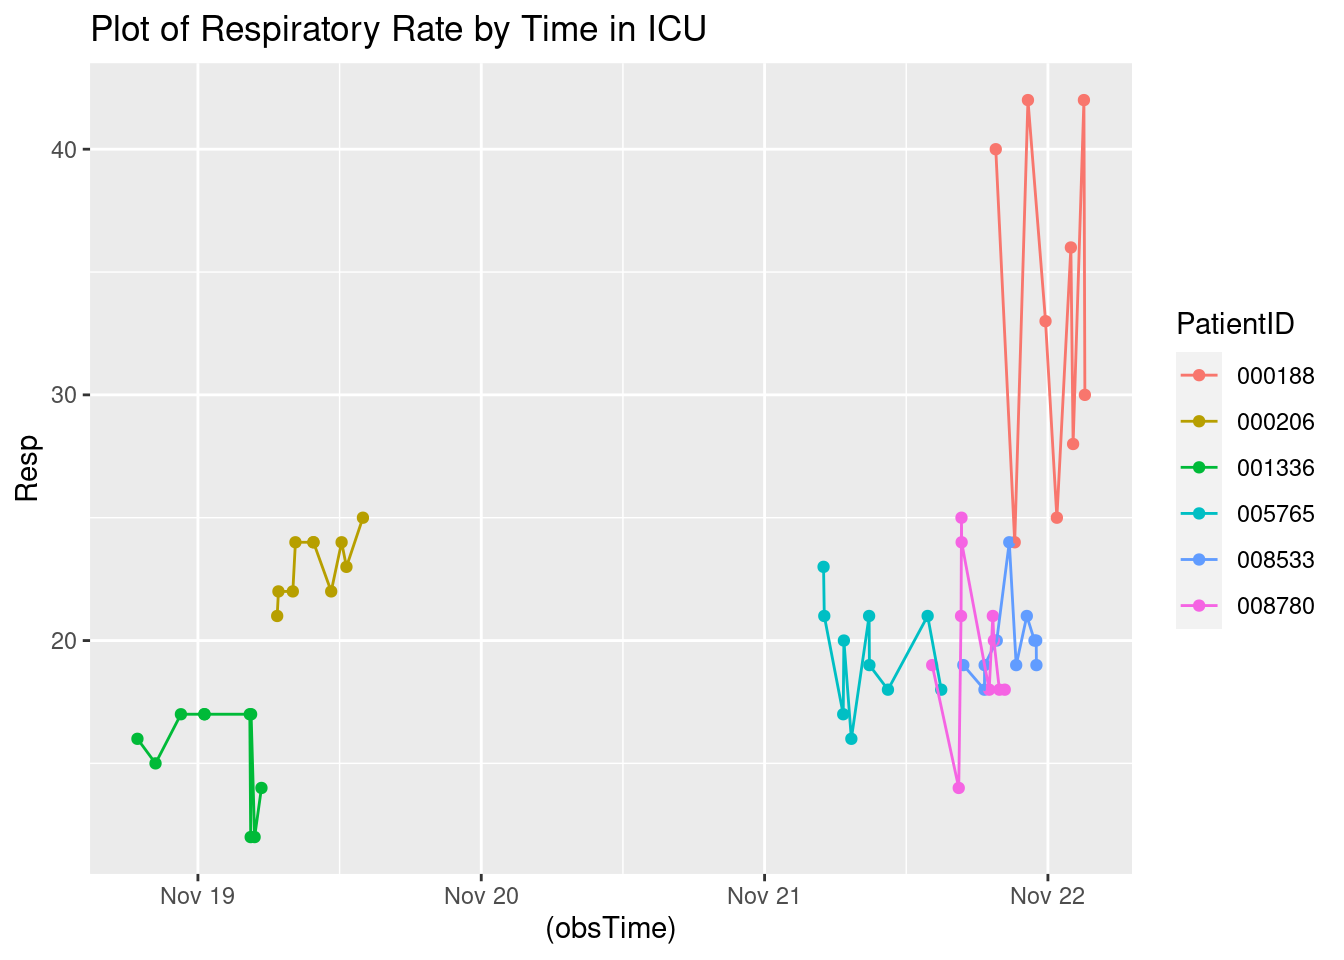 Plot of Respiratory Rate by Time in ICU
40
30
20
Resp
Nov 19 Nov 20 Nov 21 Nov 22
(obsTime)
PatientID
000188
000206
001336
005765
008533
008780